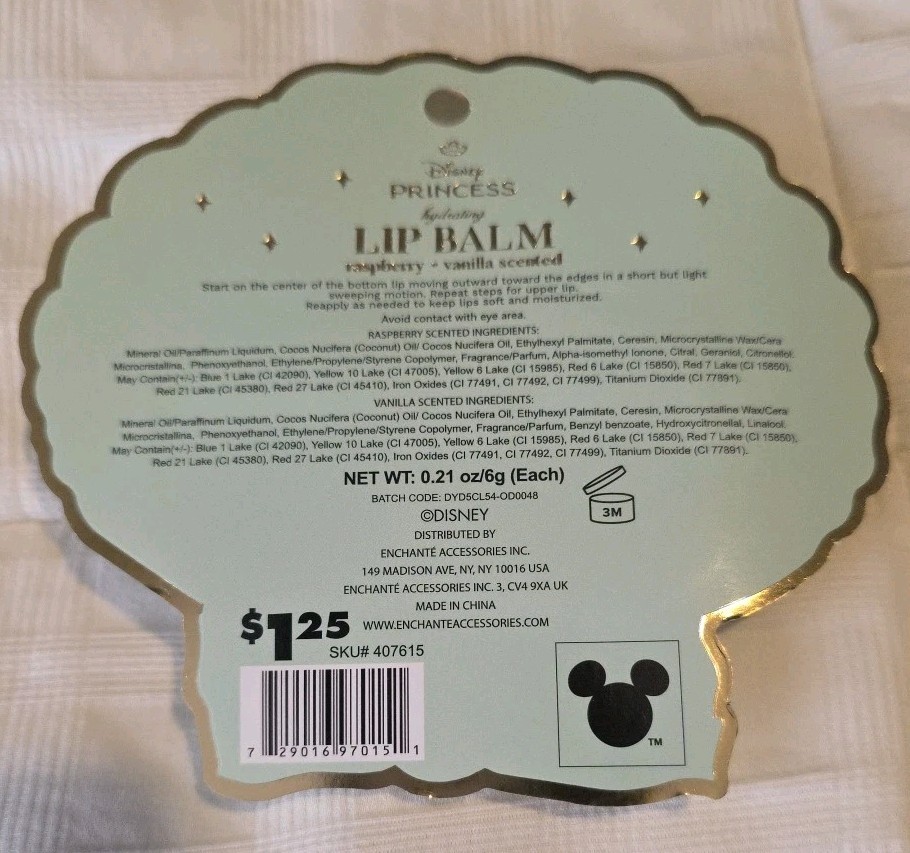 Disney
PRINCESS
hydrating
LIP BALM
raspberry + vanilla scented
Start on the center of the bottom lip moving outward toward the edges in a short but light
sweeping motion. Repeat steps for upper lip.
Reapply as needed to keep lips soft and moisturized.
Avoid contact with eye area.
RASPBERRY SCENTED INGREDIENTS:
Mineral Oil/Paraffinum Liquidum, Cocos Nucifera (Coconut) Oil/ Cocos Nucifera Oil, Ethylhexyl Palmitate, Ceresin, Microcrystalline Wax/Cera
Microcristallina, Phenoxyethanol, Ethylene/Propylene/Styrene Copolymer, Fragrance/Parfum, Alpha-isomethyl Ionone, Citral, Geraniol, Citronellol.
May Contain(+/-): Blue 1 Lake (CI 42090), Yellow 10 Lake (CI 47005), Yellow 6 Lake (CI 15985), Red 6 Lake (CI 15850), Red 7 Lake (CI 15850),
Red 21 Lake (CI 45380), Red 27 Lake (CI 45410), Iron Oxides (CI 77491, CI 77492, CI 77499), Titanium Dioxide (CI 77891).
VANILLA SCENTED INGREDIENTS:
Mineral Oil/Paraffinum Liquidum, Cocos Nucifera (Coconut) Oil/ Cocos Nucifera Oil, Ethylhexyl Palmitate, Ceresin, Microcrystalline Wax/Cera
Microcristallina, Phenoxyethanol, Ethylene/Propylene/Styrene Copolymer, Fragrance/Parfum, Benzyl benzoate, Hydroxycitronellal, Linalool.
May Contain(+/-): Blue 1 Lake (CI 42090), Yellow 10 Lake (CI 47005), Yellow 6 Lake (CI 15985), Red 6 Lake (CI 15850), Red 7 Lake (CI 15850),
Red 21 Lake (CI 45380), Red 27 Lake (CI 45410), Iron Oxides (CI 77491, CI 77492, CI 77499), Titanium Dioxide (CI 77891).
NET WT: 0.21 oz/6g (Each)
BATCH CODE: DYD5CL54-OD0048
3M
©DISNEY
DISTRIBUTED BY
ENCHANTÉ ACCESSORIES INC.
149 MADISON AVE, NY, NY 10016 USA
ENCHANTÉ ACCESSORIES INC. 3, CV4 9XA UK
MADE IN CHINA
$1.25 WWW.ENCHANTEACCESSORIES.COM
SKU# 407615
7 29016 97015 1
TM